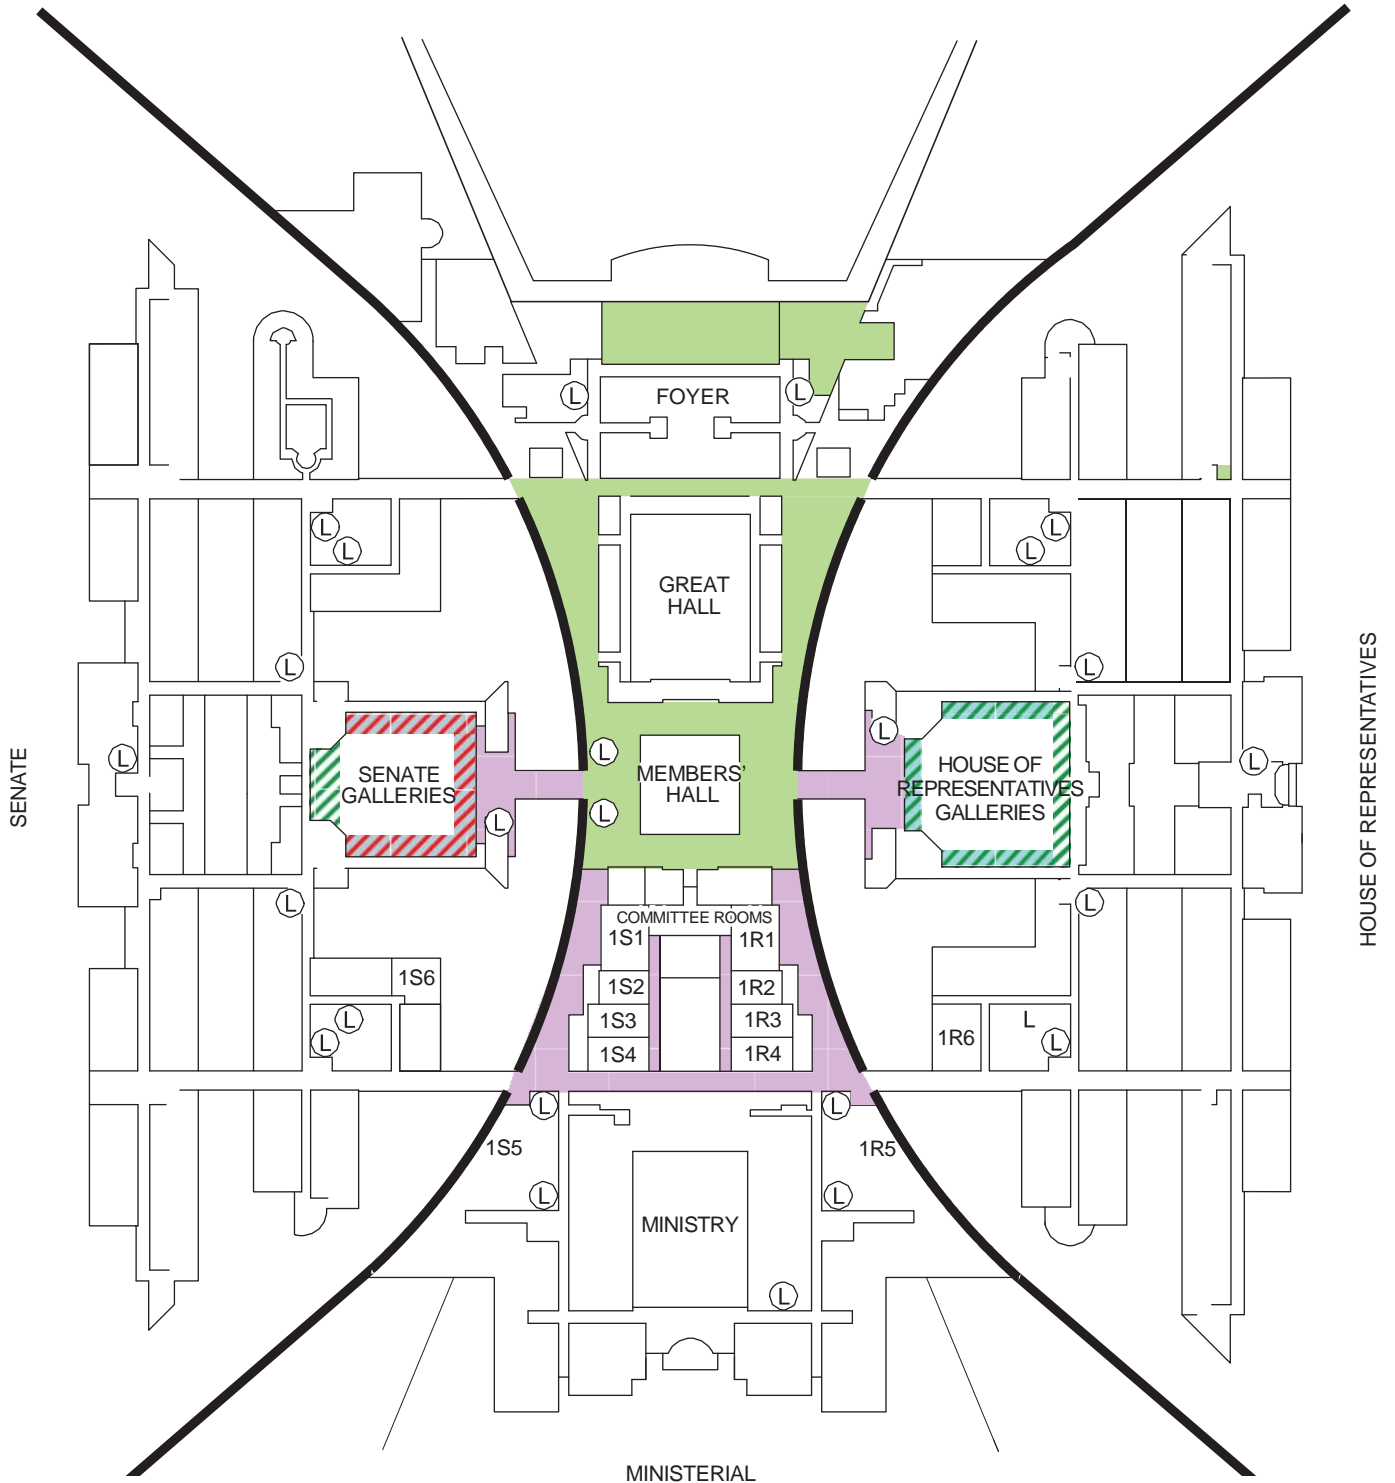 L
FOYER
L
L
L
L
L
GREAT
HALL
L
L
HOUSE OF REPRESENTATIVES
SENATE
L
L
L
L
SENATE
GALLERIES
MEMBERS'
HALL
HOUSE OF
REPRESENTATIVES
GALLERIES
L
L
L
L
COMMITTEE ROOMS
1S1
1R1
1S6
1S2
1R2
L
L
1S3
1R3
1R6
L
L
1S4
1R4
L
L
1S5
1R5
L
L
MINISTRY
L
MINISTERIAL